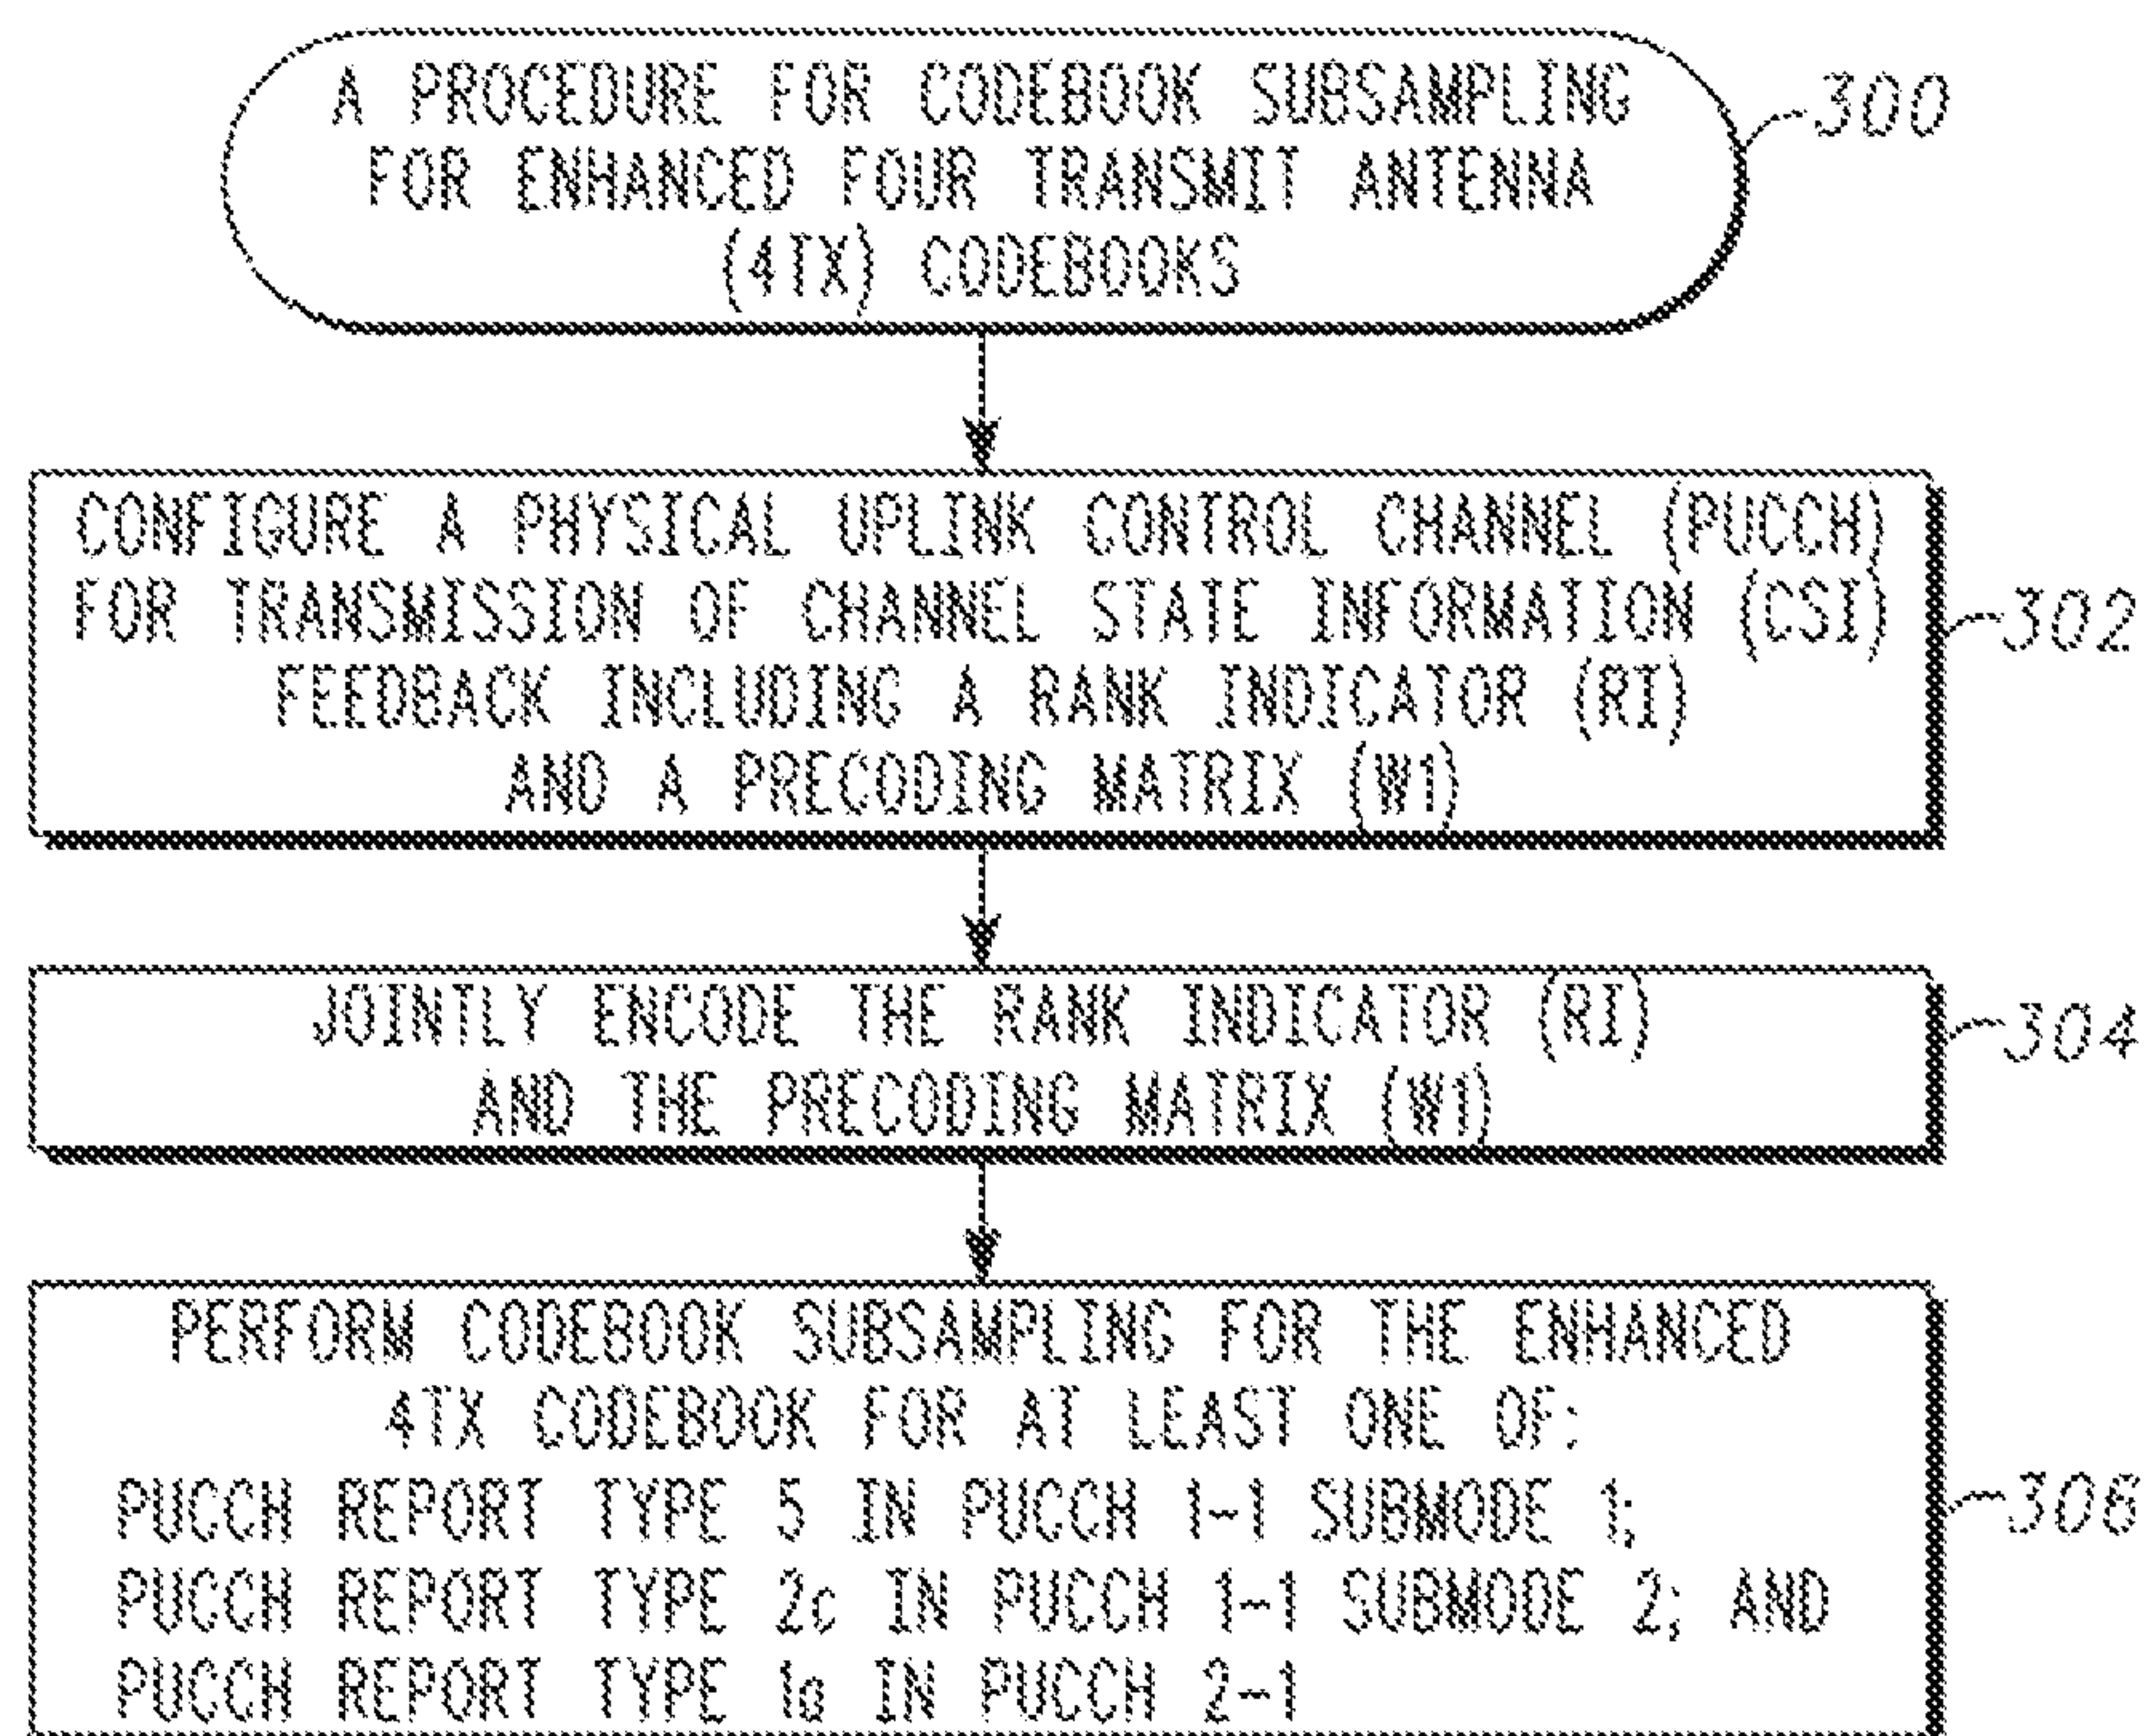 A PROCEDURE FOR CODEBOOK SUBSAMPLING
FOR ENHANCED FOUR TRANSMIT ANTENNA
(4TX) CODEBOOKS
300
CONFIGURE A PHYSICAL UPLINK CONTROL CHANNEL (PUCCH)
FOR TRANSMISSION OF CHANNEL STATE INFORMATION (CSI)
FEEDBACK INCLUDING A RANK INDICATOR (RI)
AND A PRECODING MATRIX (W1)
302
JOINTLY ENCODE THE RANK INDICATOR (RI)
AND THE PRECODING MATRIX (W1)
304
PERFORM CODEBOOK SUBSAMPLING FOR THE ENHANCED
4TX CODEBOOK FOR AT LEAST ONE OF:
PUCCH REPORT TYPE 5 IN PUCCH 1-1 SUBMODE 1;
PUCCH REPORT TYPE 2c IN PUCCH 1-1 SUBMODE 2; AND
PUCCH REPORT TYPE 1a IN PUCCH 2-1
306